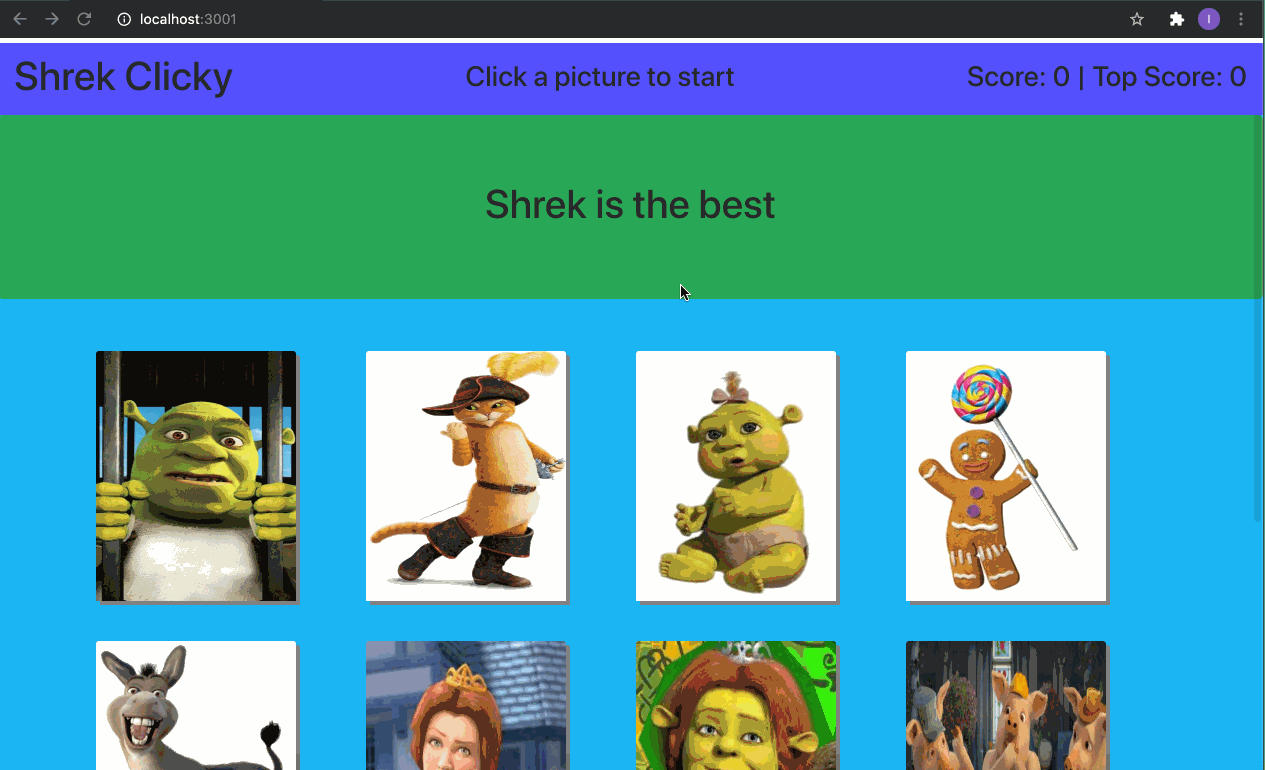 localhost:3001
I
Shrek Clicky
Click a picture to start
Score: 0 | Top Score: 0
Shrek is the best